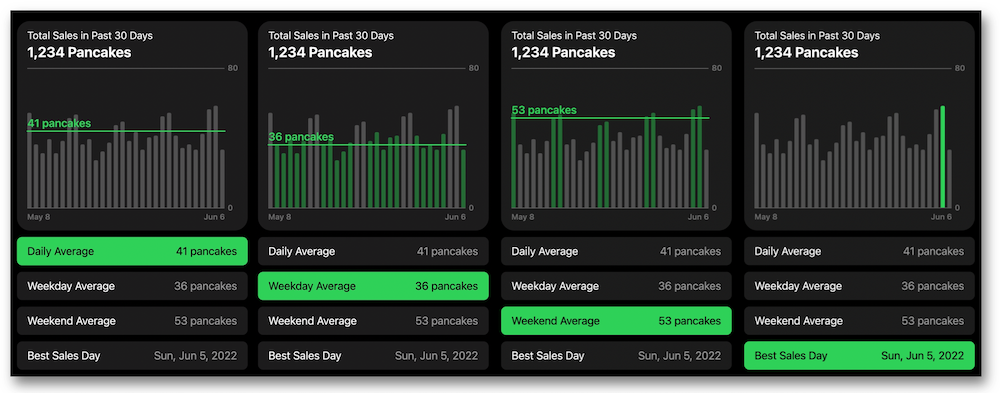 Total Sales in Past 30 Days
1,234 Pancakes
80
41 pancakes
0
May 8 Jun 6
Daily Average 41 pancakes
Weekday Average 36 pancakes
Weekend Average 53 pancakes
Best Sales Day Sun, Jun 5, 2022
Total Sales in Past 30 Days
1,234 Pancakes
80
36 pancakes
0
May 8 Jun 6
Daily Average 41 pancakes
Weekday Average 36 pancakes
Weekend Average 53 pancakes
Best Sales Day Sun, Jun 5, 2022
Total Sales in Past 30 Days
1,234 Pancakes
80
53 pancakes
0
May 8 Jun 6
Daily Average 41 pancakes
Weekday Average 36 pancakes
Weekend Average 53 pancakes
Best Sales Day Sun, Jun 5, 2022
Total Sales in Past 30 Days
1,234 Pancakes
80
0
May 8 Jun 6
Daily Average 41 pancakes
Weekday Average 36 pancakes
Weekend Average 53 pancakes
Best Sales Day Sun, Jun 5, 2022